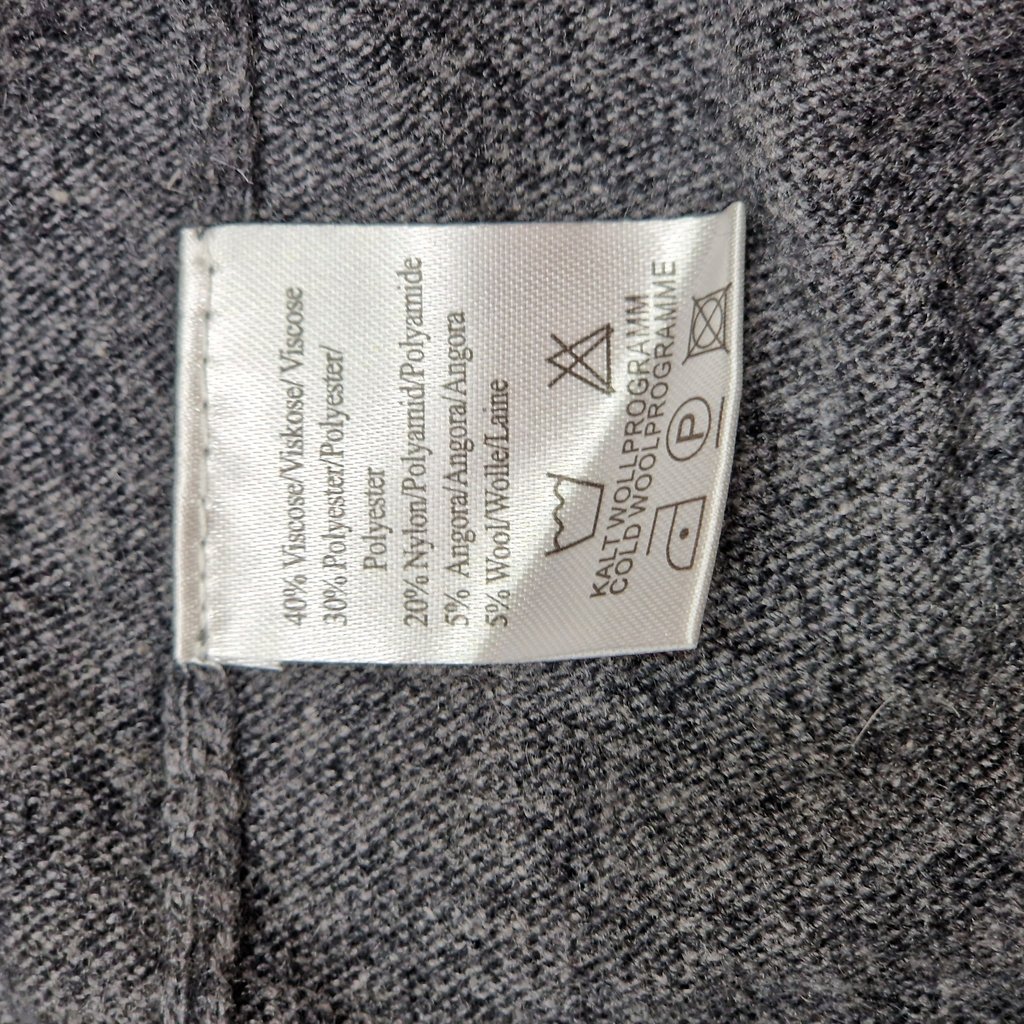 40% Viscose/Viskose/Viscose
30% Polyester/Polyester/
Polyester
20% Nylon/Polyamid/Polyamide
5% Angora/Angora/Angora
5% Wool/Wolle/Laine
KALT WOLLPROGRAMM
COLD WOOLPROGRAMME
P